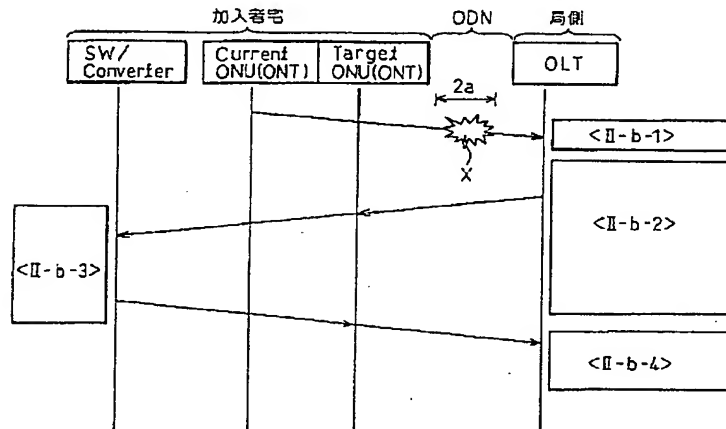 加入者宅
ODN
局側
SW/
Converter
Current
ONU(ONT)
Target
ONU(ONT)
OLT
2a
X
<Ⅱ-b-1>
<Ⅱ-b-2>
<Ⅱ-b-3>
<Ⅱ-b-4>